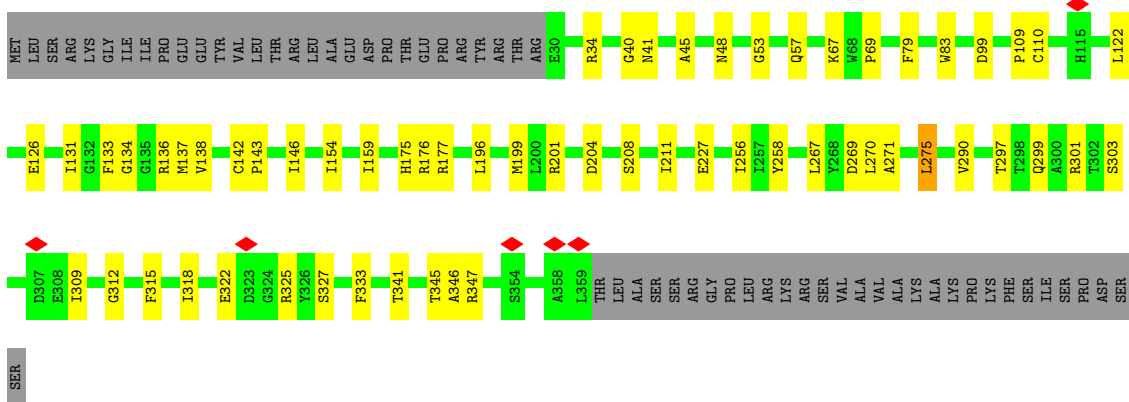 MET LEU SER ARG LYS GLY ILE ILE PRO GLU GLU TYR VAL LEU THR ARG LEU ALA GLU ASP PRO THR GLU PRO ARG TYR ARG THR ARG E30 R34 G40 N41 A45 N48 G53 Q57 K67 W68 P69 F79 W83 D99 P109 C110 H115 L122
E126 I131 G132 F133 G134 G135 R136 M137 V138 C142 P143 I146 I154 I159 H175 R176 R177 L196 M199 L200 R201 D204 S208 I211 E227 I256 I257 Y258 L267 Y268 D269 L270 A271 L275 V290 T297 T298 Q299 A300 R301 T302 S303
D307 E308 I309 G312 F315 I318 E322 D323 G324 R325 Y326 S327 F333 T341 T345 A346 R347 S354 A358 L359 THR LEU ALA SER SER ARG GLY PRO LEU ARG LYS ARG SER VAL ALA VAL ALA LYS ALA LYS PRO LYS PHE SER ILE SER PRO ASP SER
SER